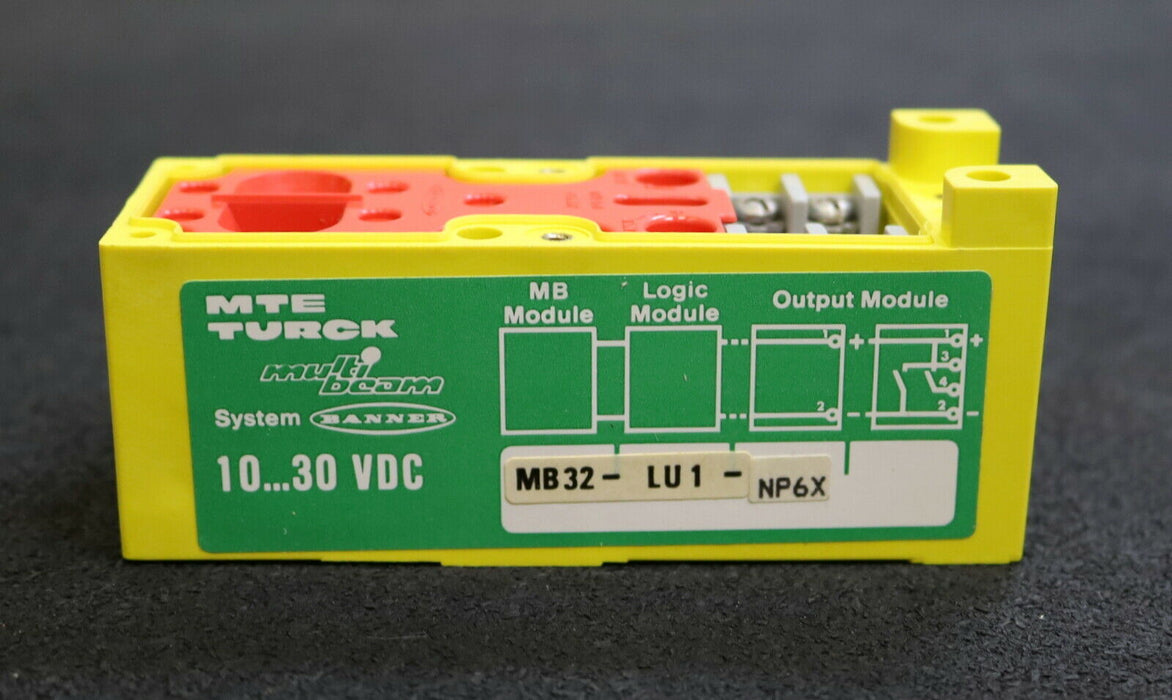 MTE
TURCK
multi
beam
System BANNER
10...30 VDC
MB
Module
Logic
Module
Output Module
1 +
2 -
1 +
3
4
2 -
MB32- LU1-
NP6X